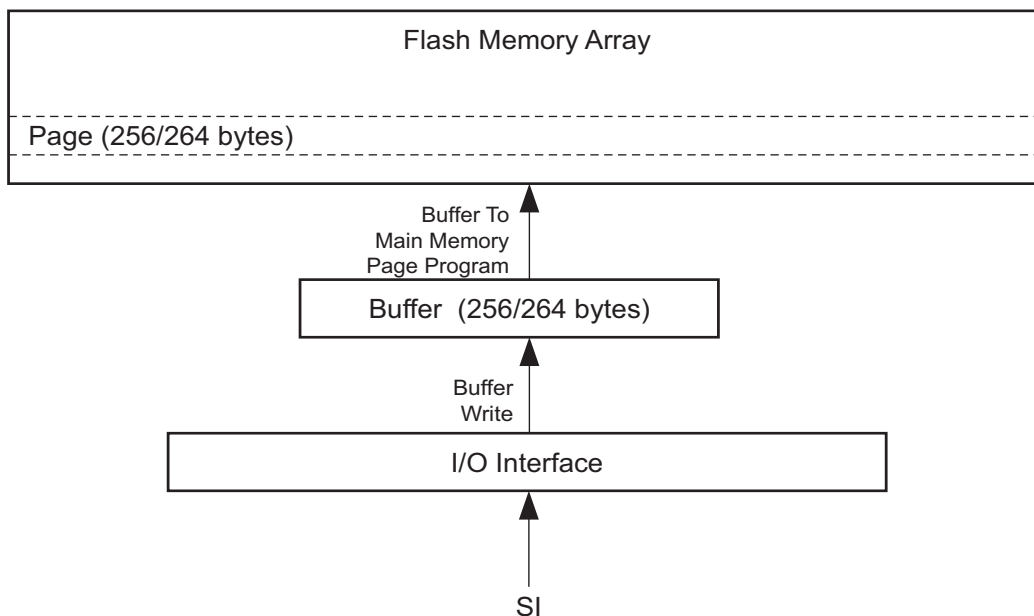 Flash Memory Array
Page (256/264 bytes)
Buffer To
Main Memory
Page Program
Buffer (256/264 bytes)
Buffer
Write
I/O Interface
SI